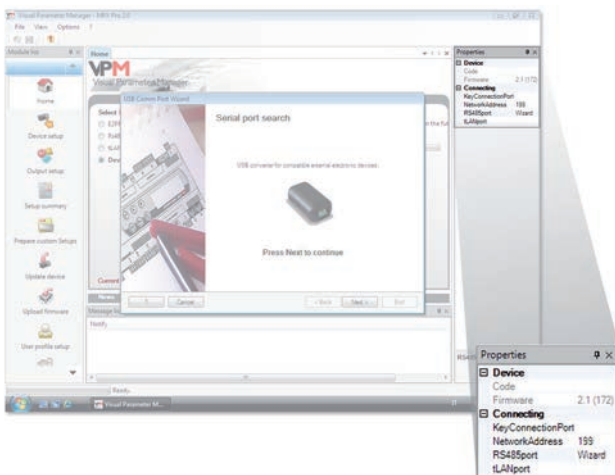 Visual Parameter Manager - MPX Pro 2.0
File View Options ?
Module list
Home
Home
Device setup
Output setup
Setup summary
Prepare custom Setups
Update device
Upload firmware
User profile setup
VPM
Visual Parameter Manager
USB Comm Port Wizard
Serial port search
USB converter for compatible external electronic devices.
Press Next to continue
?
Cancel
< Back
Next >
Notify
Ready.
Visual Parameter M...
IT
Properties
Device
Code
Firmware 2.1 (172)
Connecting
KeyConnectionPort
NetworkAddress 199
RS485port Wizard
tLANport
Properties
Device
Code
Firmware 2.1 (172)
Connecting
KeyConnectionPort
NetworkAddress 199
RS485port Wizard
tLANport